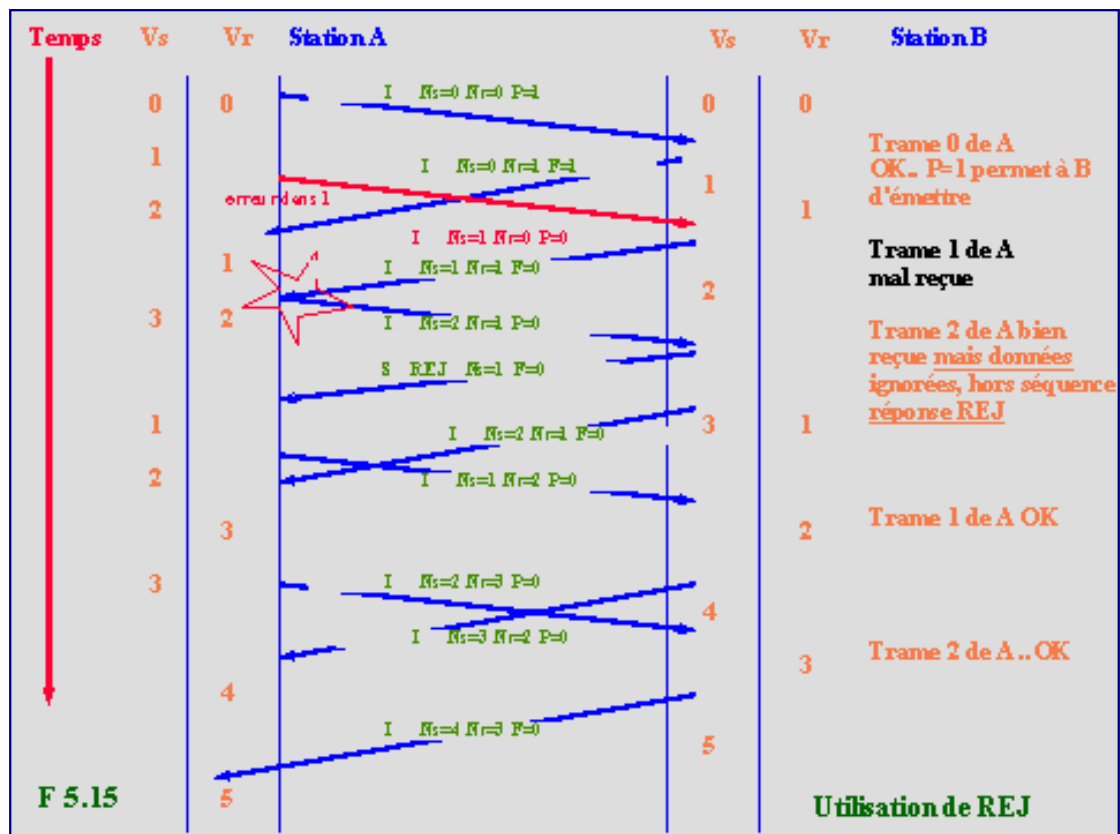 Temps Vs Vr Station A Vs Vr Station B
I Ns=0 Nr=0 P=1
0 0 0 0
Trame 0 de A
OK.. P=1 permet à B
d'émettre
1
I Ns=0 Nr=1 F=1
1
erreur dans 1
2 1
I Ns=1 Nr=0 P=0
Trame 1 de A
mal reçue
1
I Ns=1 Nr=1 F=0
2
3 2
I Ns=2 Nr=1 P=0
Trame 2 de A bien
reçue mais données
ignorées, hors séquence
réponse REJ
S REJ Nr=1 F=0
1 3 1
I Ns=2 Nr=1 F=0
2
I Ns=1 Nr=2 P=0
3 2
Trame 1 de A OK
3
I Ns=2 Nr=3 P=0
4
I Ns=3 Nr=2 P=0
3
Trame 2 de A .. OK
4
I Ns=4 Nr=3 F=0
5
F 5.15 5 Utilisation de REJ